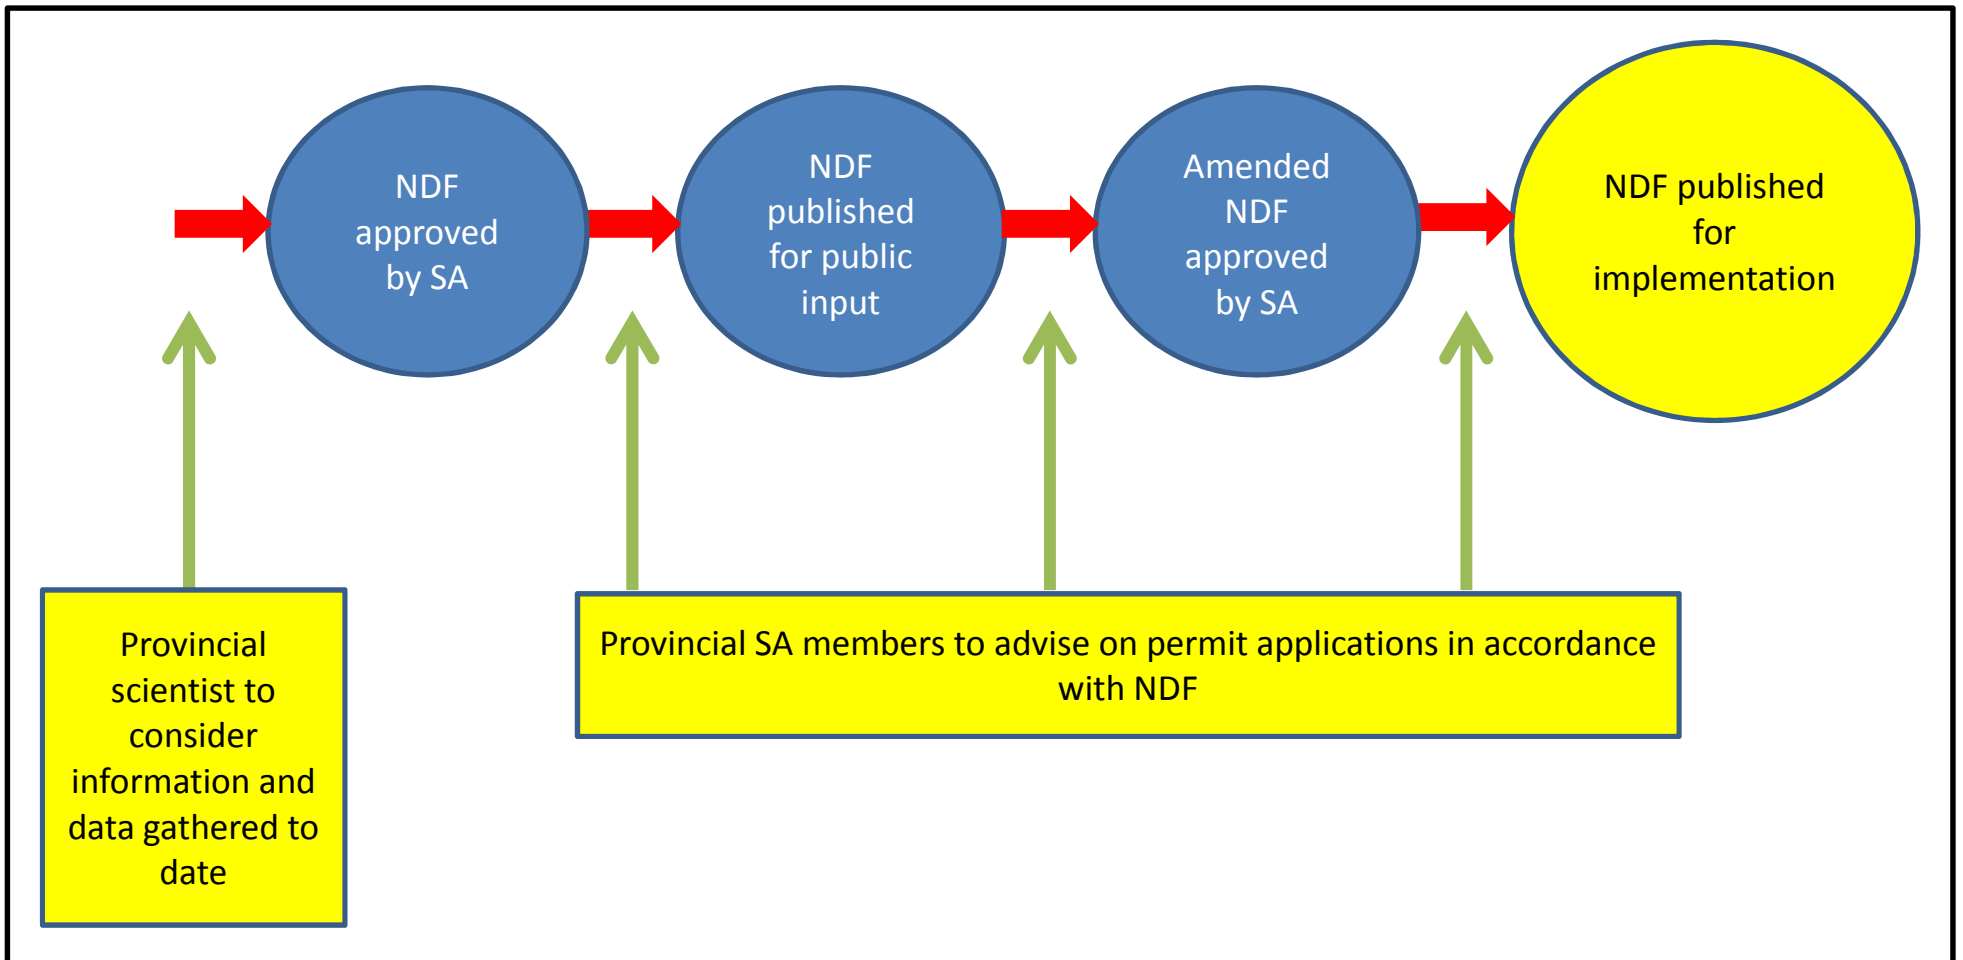 NDF
approved
by SA
NDF
published
for public
input
Amended
NDF
approved
by SA
NDF published
for
implementation
Provincial
scientist to
consider
information and
data gathered to
date
Provincial SA members to advise on permit applications in accordance
with NDF